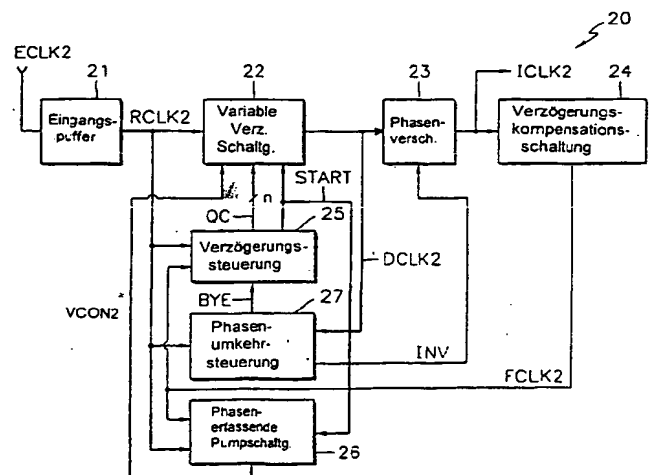 20
ECLK2
21
22
23
ICLK2
24
Eingangs-
puffer
RCLK2
Variable
Verz.
Schaltg.
Phasen-
versch.
Verzögerungs-
kompensations-
schaltung
n
START
QC
25
Verzögerungs-
steuerung
DCLK2
VCON2
BYE
27
Phasen-
umkehr-
steuerung
INV
FCLK2
Phasen-
erfassende
Pumpschaltg.
26